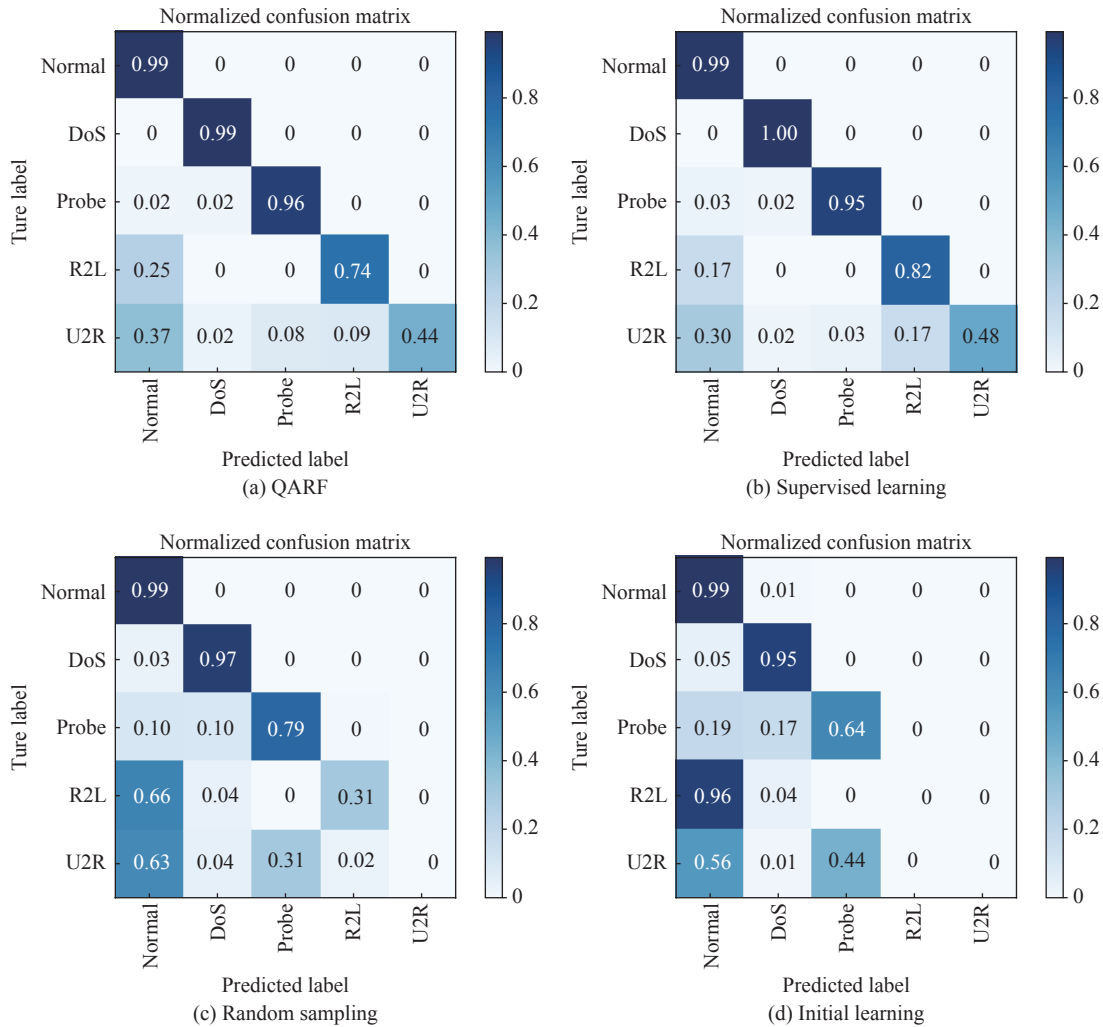 Normalized confusion matrix
Normal 0.99 0 0 0 0
DoS 0 0.99 0 0 0
Probe 0.02 0.02 0.96 0 0
R2L 0.25 0 0 0.74 0
U2R 0.37 0.02 0.08 0.09 0.44
Ture label
Normal DoS Probe R2L U2R
Predicted label
0.8
0.6
0.4
0.2
0
(a) QARF
Normalized confusion matrix
Normal 0.99 0 0 0 0
DoS 0 1.00 0 0 0
Probe 0.03 0.02 0.95 0 0
R2L 0.17 0 0 0.82 0
U2R 0.30 0.02 0.03 0.17 0.48
Ture label
Normal DoS Probe R2L U2R
Predicted label
0.8
0.6
0.4
0.2
0
(b) Supervised learning
Normalized confusion matrix
Normal 0.99 0 0 0 0
DoS 0.03 0.97 0 0 0
Probe 0.10 0.10 0.79 0 0
R2L 0.66 0.04 0 0.31 0
U2R 0.63 0.04 0.31 0.02 0
Ture label
Normal DoS Probe R2L U2R
Predicted label
0.8
0.6
0.4
0.2
0
(c) Random sampling
Normalized confusion matrix
Normal 0.99 0.01 0 0 0
DoS 0.05 0.95 0 0 0
Probe 0.19 0.17 0.64 0 0
R2L 0.96 0.04 0 0 0
U2R 0.56 0.01 0.44 0 0
Ture label
Normal DoS Probe R2L U2R
Predicted label
0.8
0.6
0.4
0.2
0
(d) Initial learning